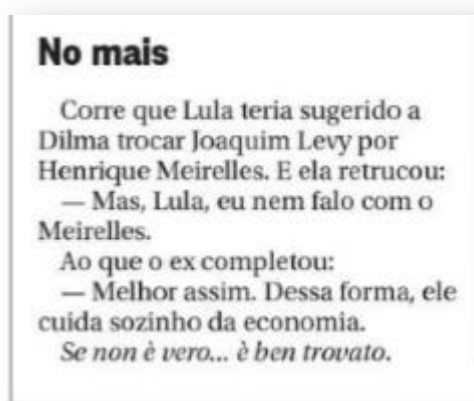 No mais
Corre que Lula teria sugerido a
Dilma trocar Joaquim Levy por
Henrique Meirelles. E ela retrucou:
— Mas, Lula, eu nem falo com o
Meirelles.
Ao que o ex completou:
— Melhor assim. Dessa forma, ele
cuida sozinho da economia.
Se non è vero... è ben trovato.